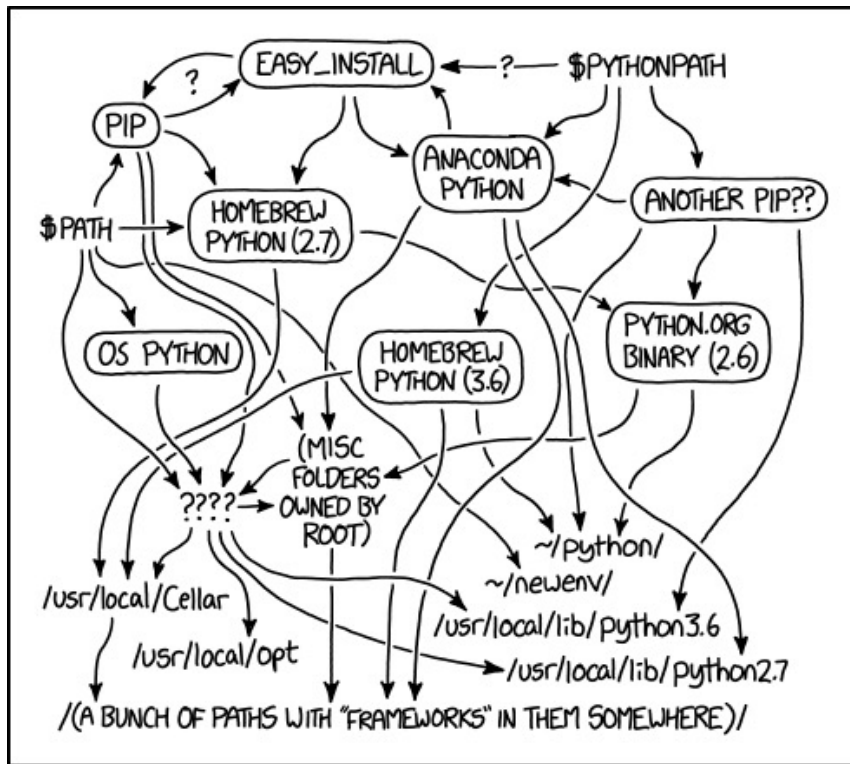 EASY_INSTALL
?
$PYTHONPATH
?
PIP
ANACONDA
PYTHON
ANOTHER PIP??
HOMEBREW
PYTHON (2.7)
$PATH
OS PYTHON
HOMEBREW
PYTHON (3.6)
PYTHON.ORG
BINARY (2.6)
(MISC
FOLDERS
OWNED BY
ROOT)
????
~/python/
~/newenv/
/usr/local/Cellar
/usr/local/lib/python3.6
/usr/local/opt
/usr/local/lib/python2.7
/(A BUNCH OF PATHS WITH "FRAMEWORKS" IN THEM SOMEWHERE)/